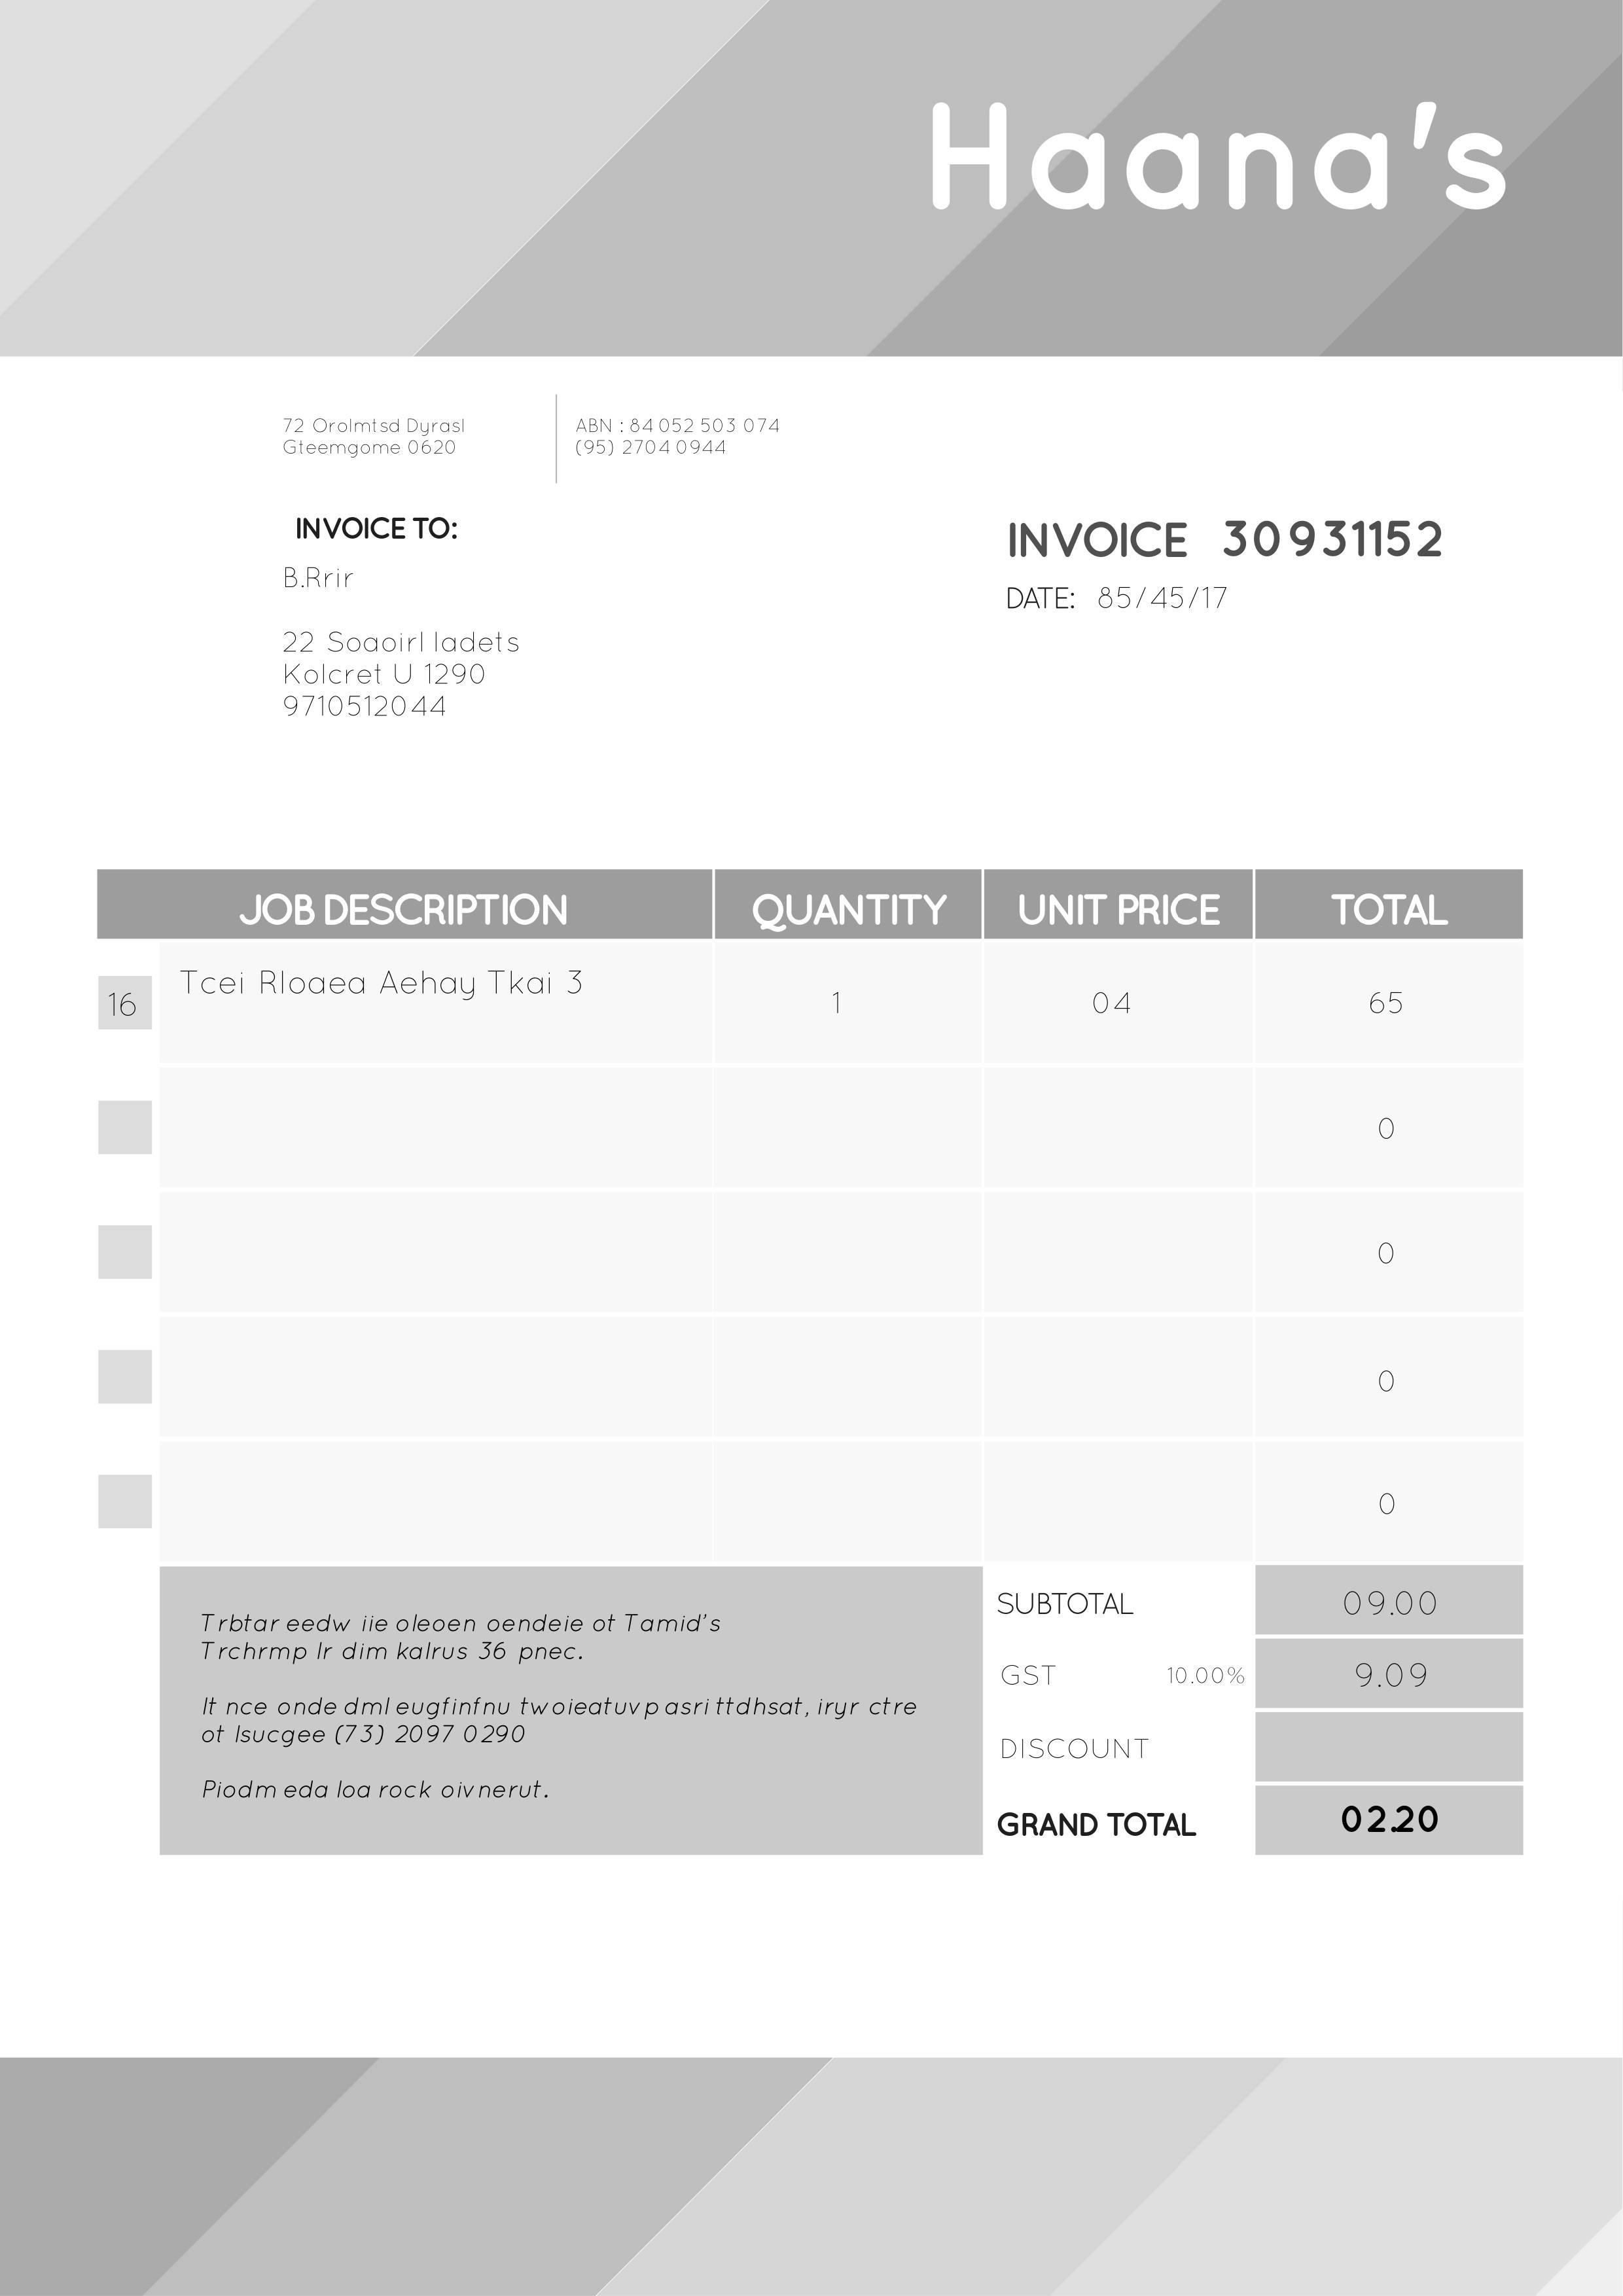 Haana's
72 Orolmtsd Dyrasl
Gteemgome 0620
ABN : 84 052 503 074
(95) 2704 0944
INVOICE TO:
B.Rrir
22 Soaoirl ladets
Kolcret U 1290
9710512044
INVOICE 30931152
DATE: 85/45/17
JOB DESCRIPTION QUANTITY UNIT PRICE TOTAL
16 Tcei Rloaea Aehay Tkai 3 1 04 65
0
0
0
0
Trbtar eedw iie oleoen oendeie ot Tamid's
Trchrmp lr dim kalrus 36 pnec.
It nce onde dml eugfinfnu twoieatuvp asri ttdhsat, iryr ctre
ot Isucgee (73) 2097 0290
Piodm eda loa rock oivnerut.
SUBTOTAL 09.00
GST 10.00% 9.09
DISCOUNT
GRAND TOTAL 02.20